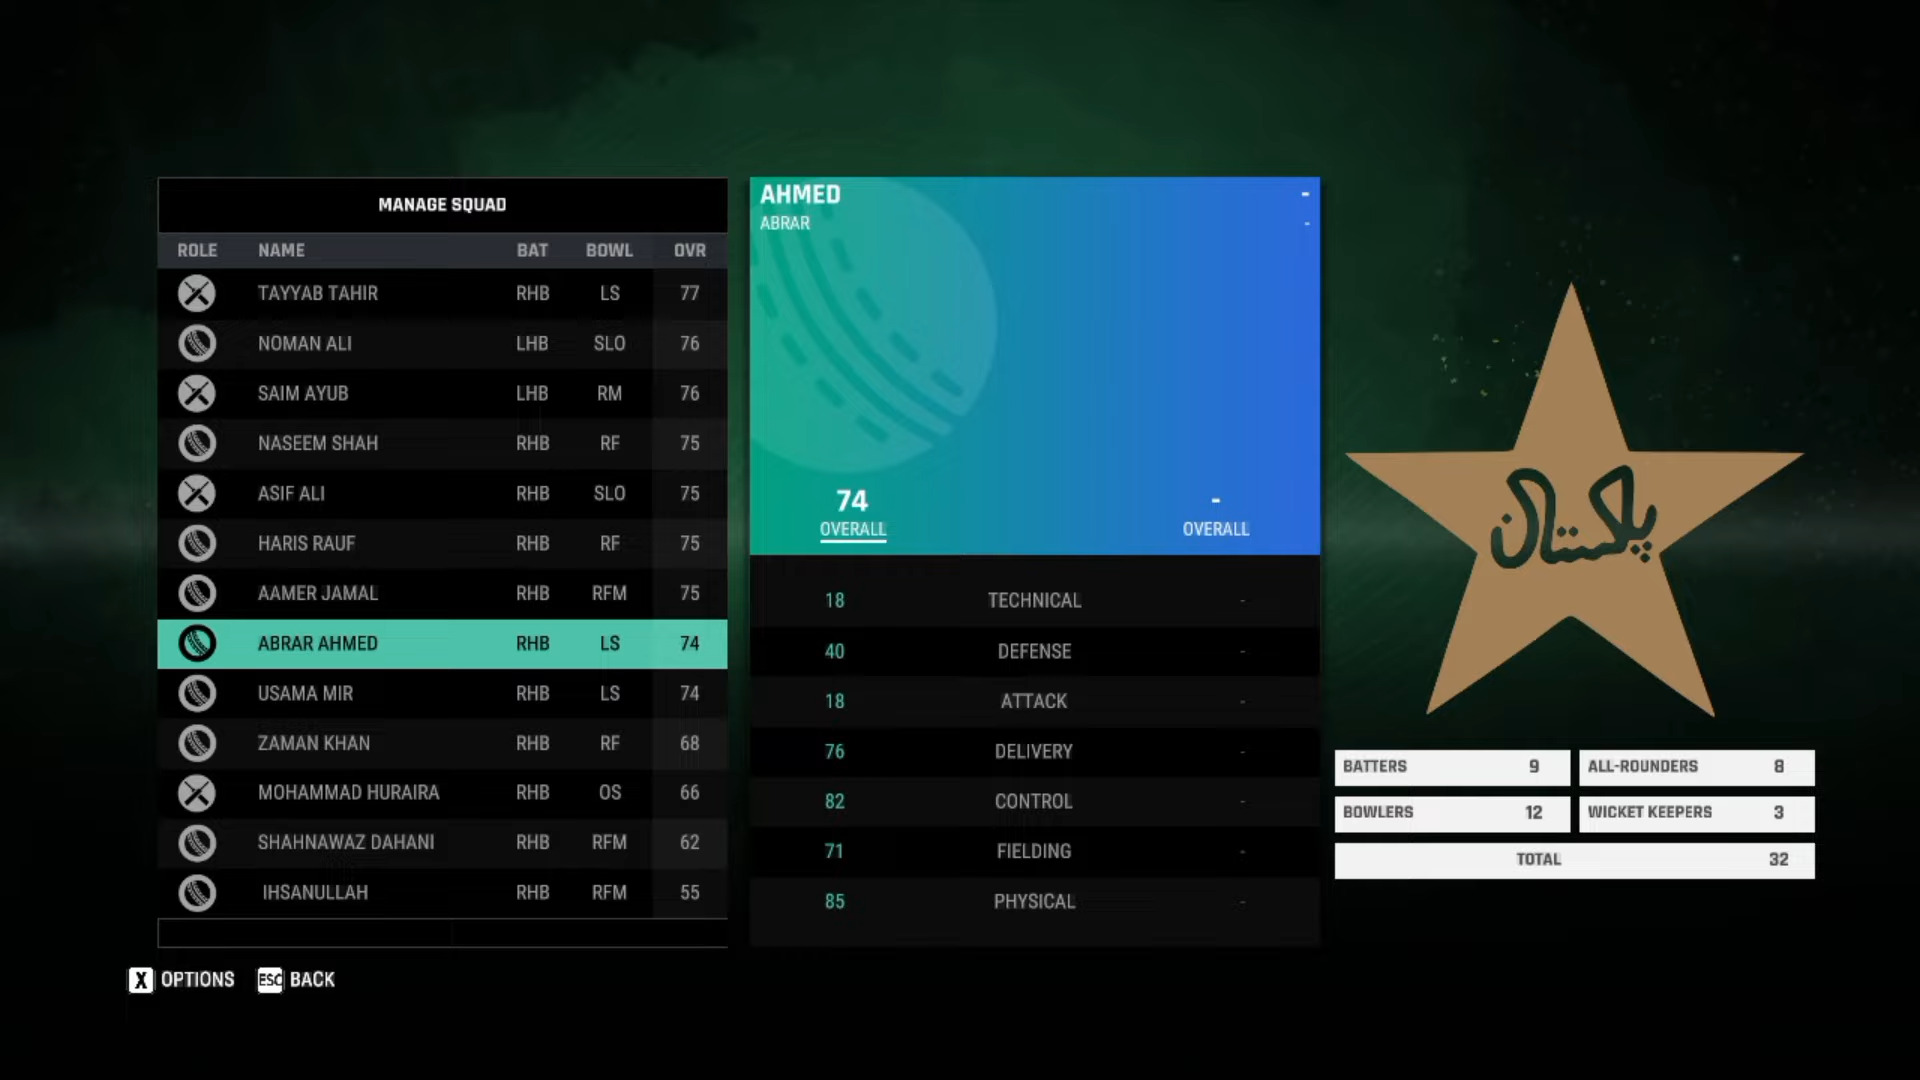 MANAGE SQUAD
ROLE NAME BAT BOWL OVR
TAYYAB TAHIR RHB LS 77
NOMAN ALI LHB SLO 76
SAIM AYUB LHB RM 76
NASEEM SHAH RHB RF 75
ASIF ALI RHB SLO 75
HARIS RAUF RHB RF 75
AAMER JAMAL RHB RFM 75
ABRAR AHMED RHB LS 74
USAMA MIR RHB LS 74
ZAMAN KHAN RHB RF 68
MOHAMMAD HURAIRA RHB OS 66
SHAHNAWAZ DAHANI RHB RFM 62
IHSANULLAH RHB RFM 55
AHMED -
ABRAR -
74 -
OVERALL OVERALL
18 TECHNICAL -
40 DEFENSE -
18 ATTACK -
76 DELIVERY -
82 CONTROL -
71 FIELDING -
85 PHYSICAL -
پاکستان
BATTERS 9 ALL-ROUNDERS 8
BOWLERS 12 WICKET KEEPERS 3
TOTAL 32
X OPTIONS ESC BACK